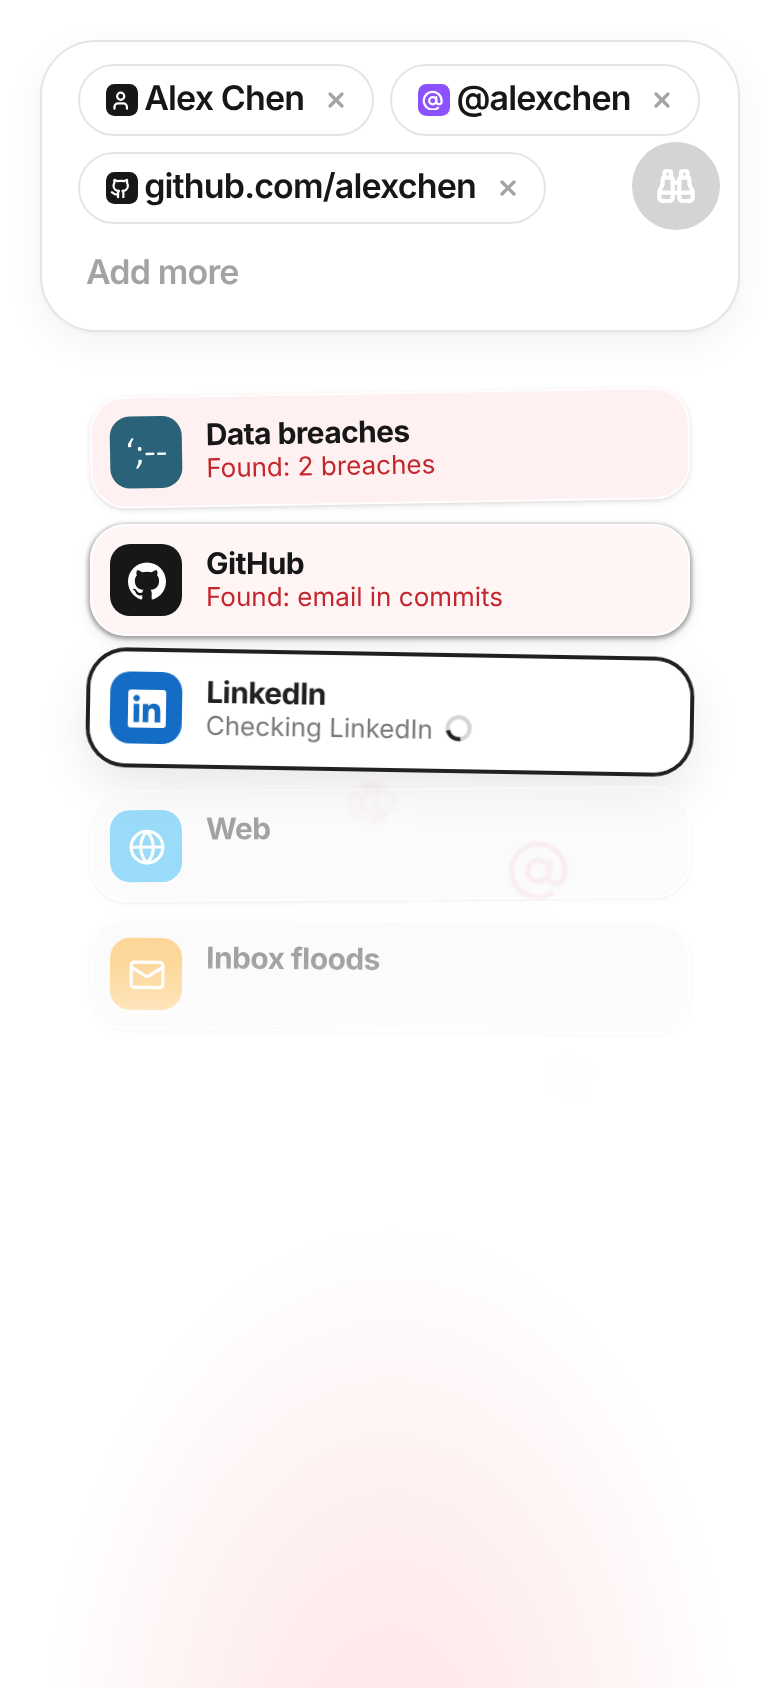 Alex Chen
@alexchen
github.com/alexchen
Add more
';--
Data breaches
Found: 2 breaches
GitHub
Found: email in commits
in
LinkedIn
Checking LinkedIn
Web
@
Inbox floods